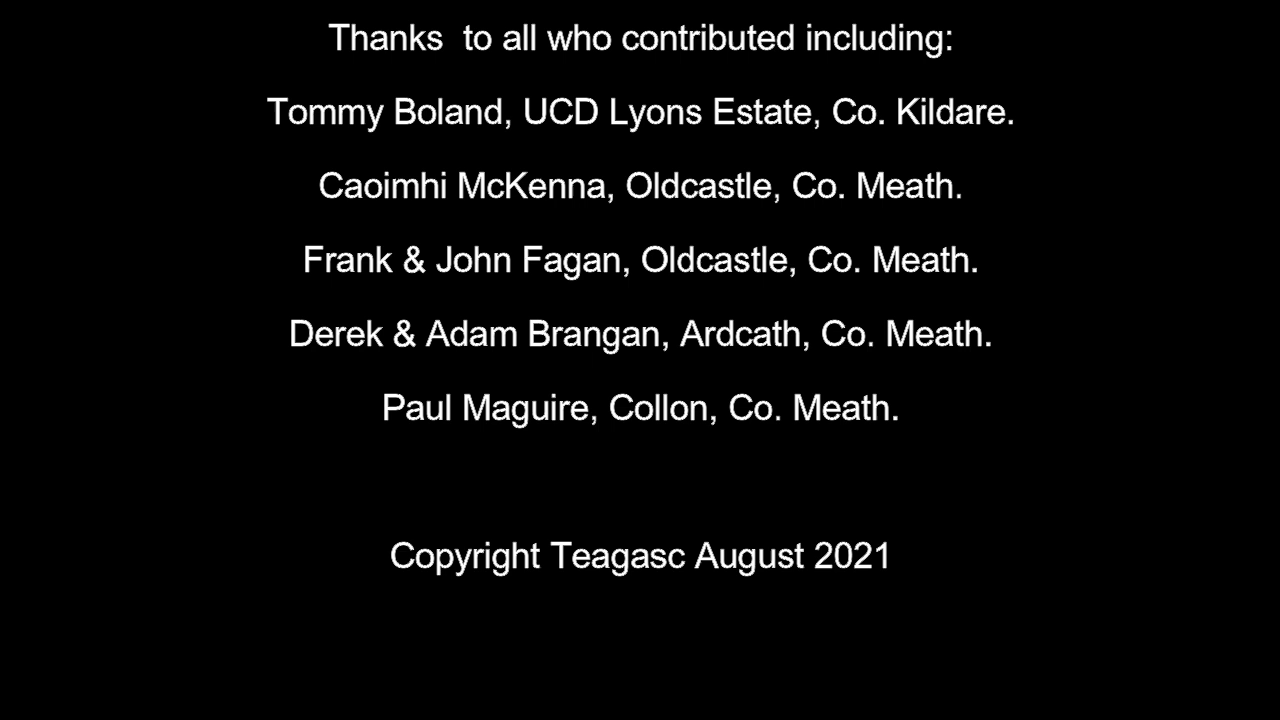 Thanks  to all who contributed including:
Tommy Boland, UCD Lyons Estate, Co. Kildare.
Caoimhi McKenna, Oldcastle, Co. Meath.
Frank & John Fagan, Oldcastle, Co. Meath.
Derek & Adam Brangan, Ardcath, Co. Meath.
Paul Maguire, Collon, Co. Meath.
Copyright Teagasc August 2021